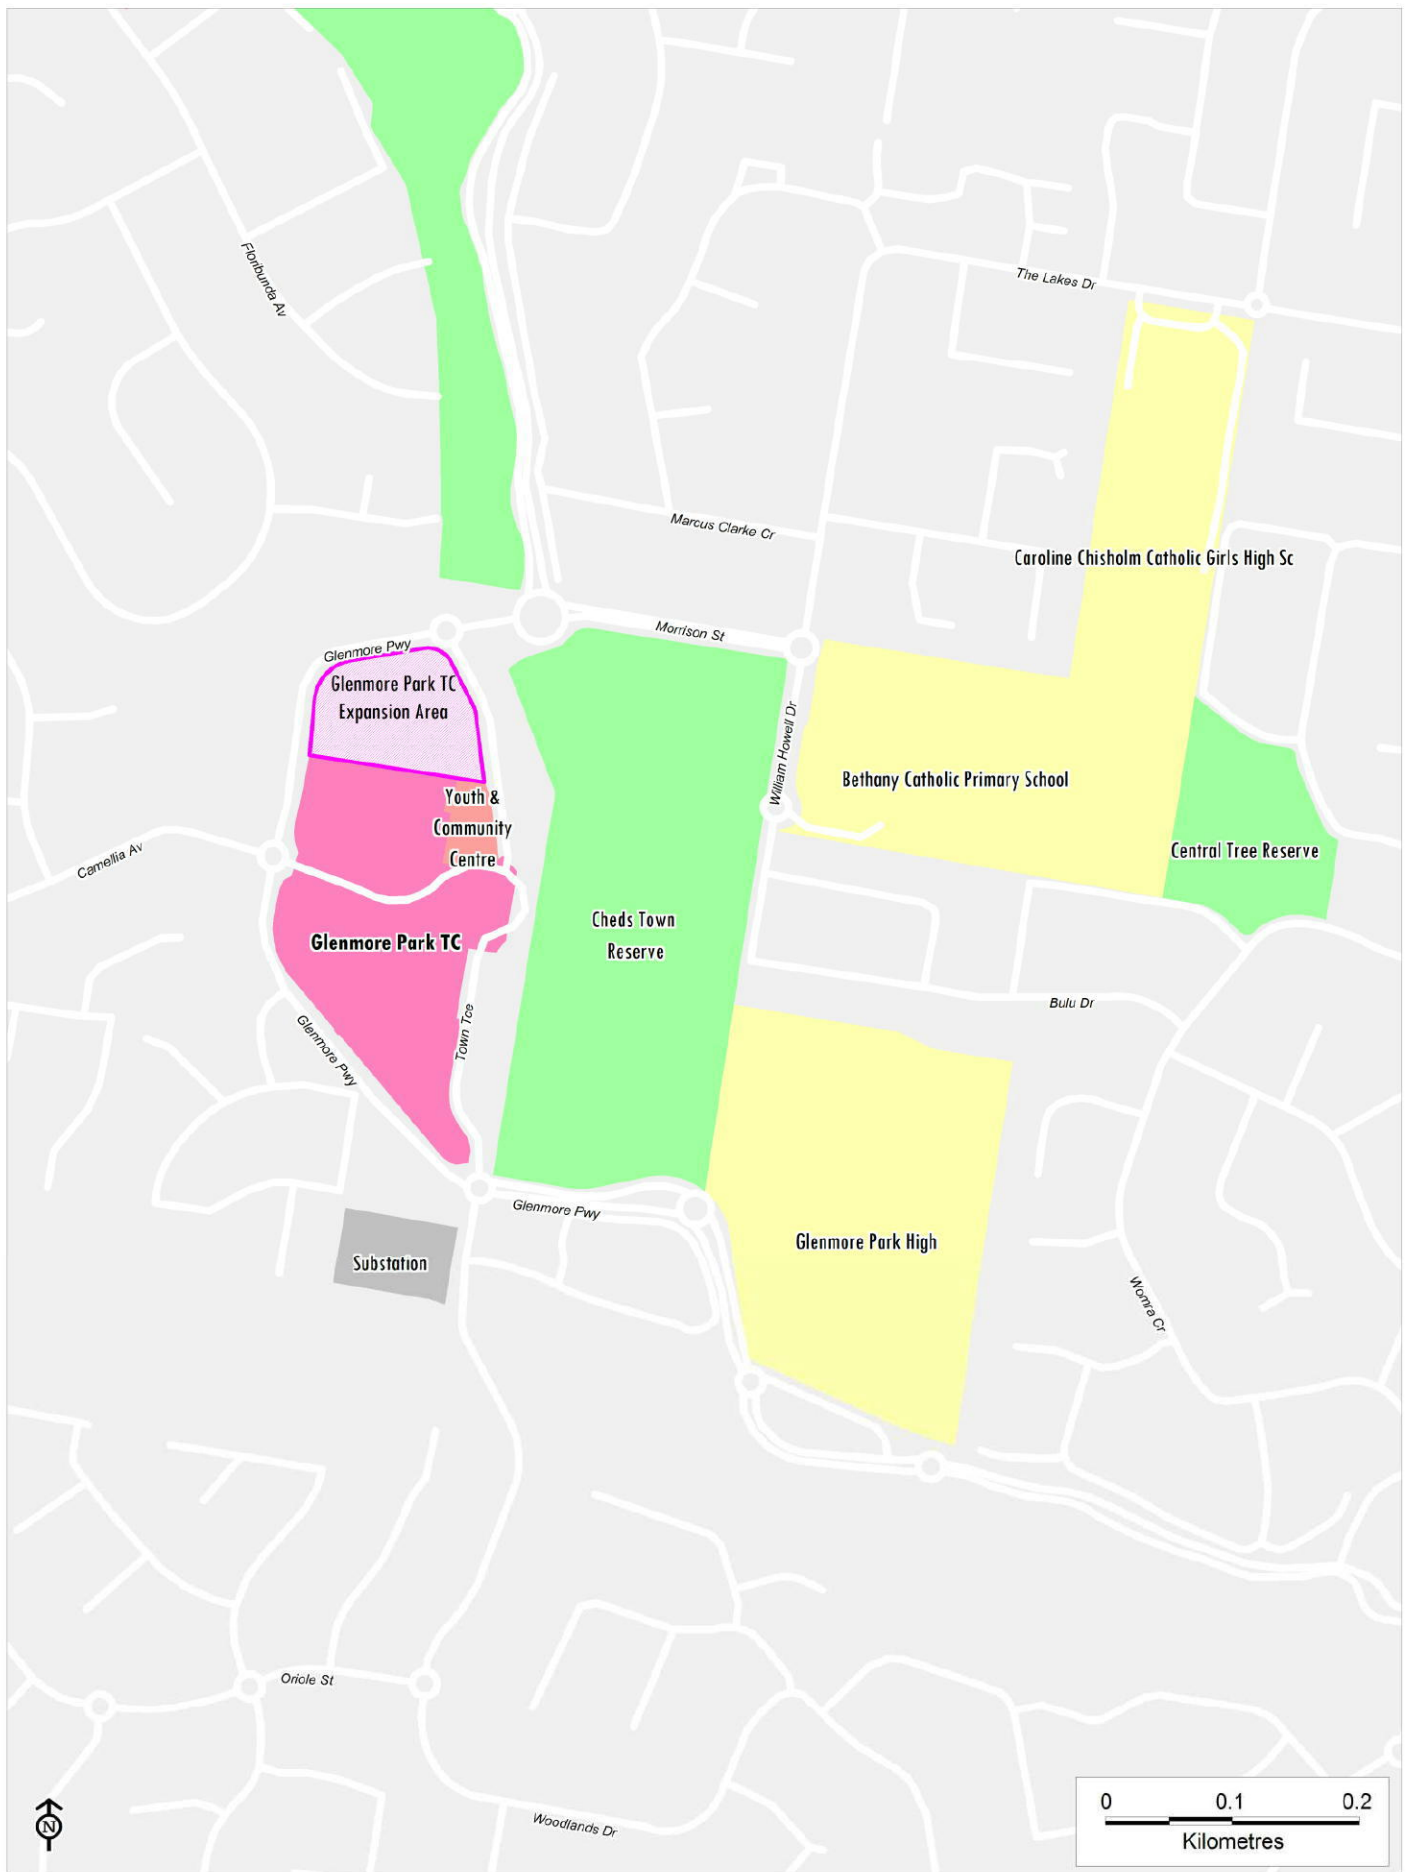 Floribunda Av
The Lakes Dr
Marcus Clarke Cr
Caroline Chisholm Catholic Girls High Sc
Morrison St
Glenmore Pwy
Glenmore Park TC
Expansion Area
William Howell Dr
Bethany Catholic Primary School
Youth &
Community
Centre
Camellia Av
Central Tree Reserve
Cheds Town
Reserve
Glenmore Park TC
Bulu Dr
Town Tce
Glenmore Pwy
Glenmore Pwy
Glenmore Park High
Substation
Womra Cr
Oriole St
Woodlands Dr
N
0 0.1 0.2
Kilometres